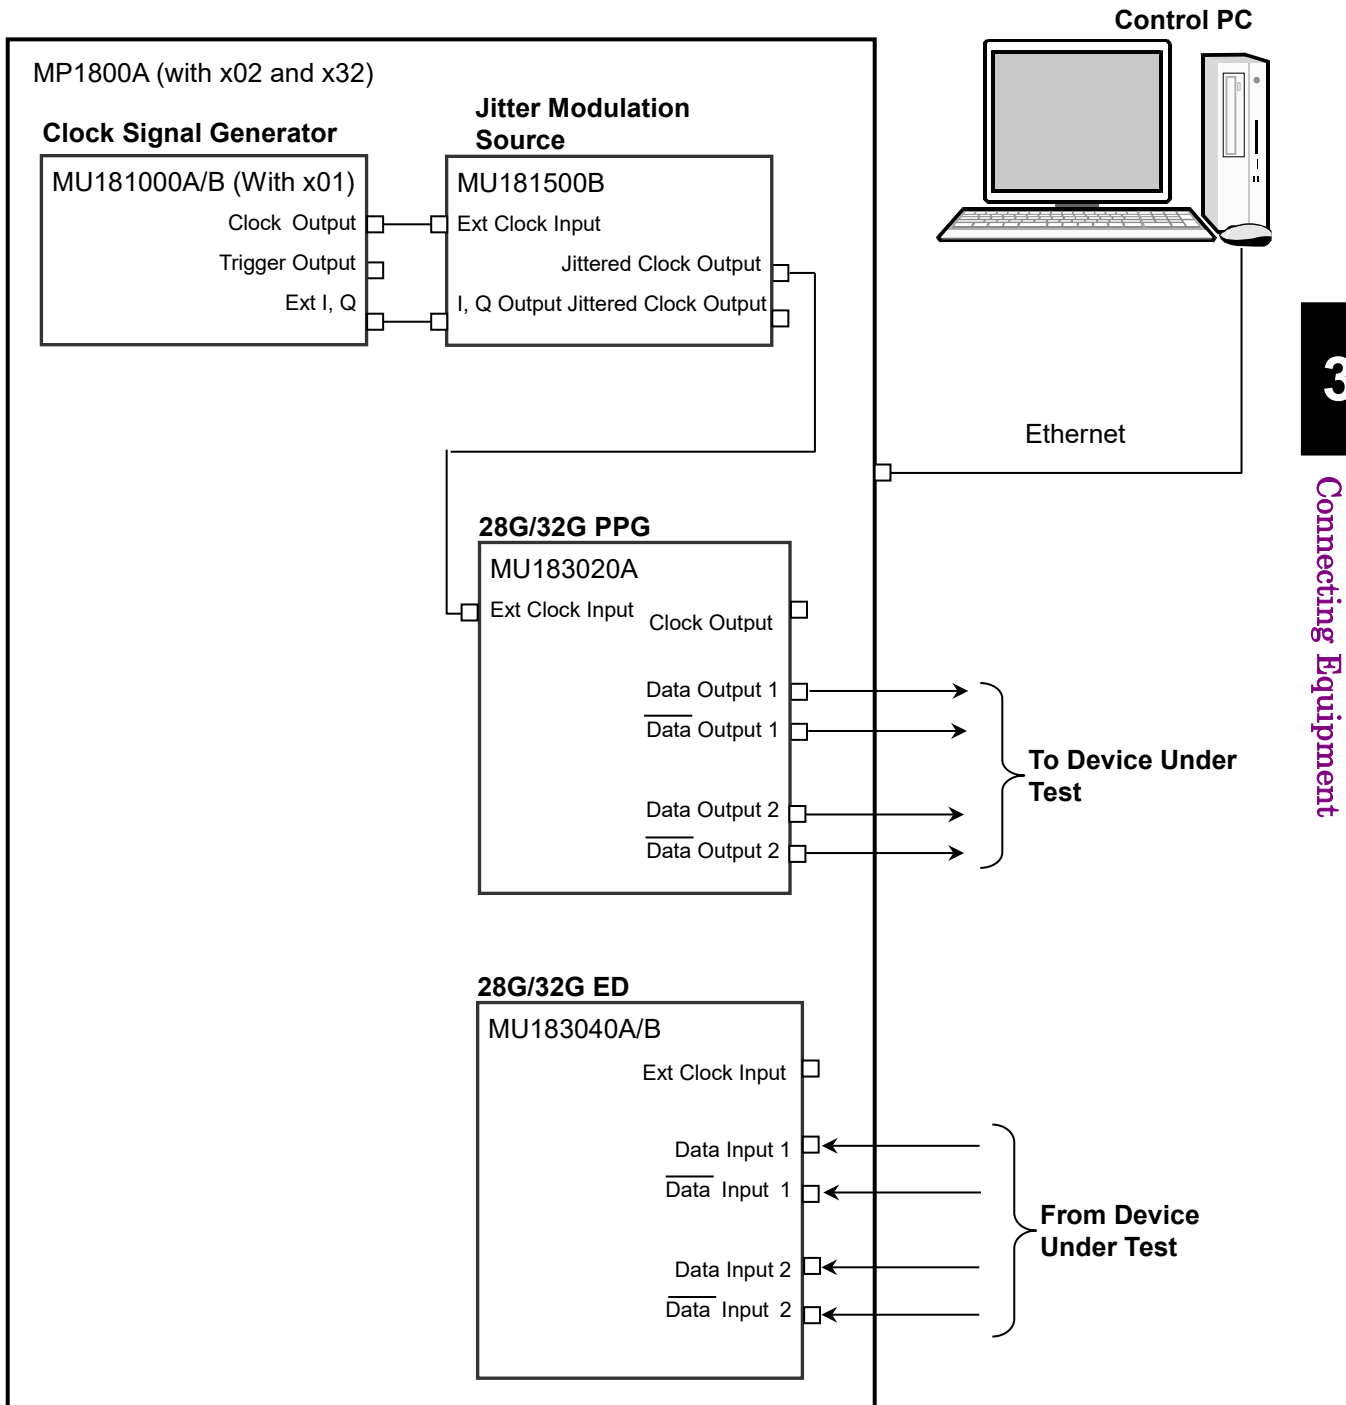 Control PC
MP1800A (with x02 and x32)
Clock Signal Generator
Jitter Modulation
Source
MU181000A/B (With x01)
Clock Output
Trigger Output
Ext I, Q
MU181500B
Ext Clock Input
Jittered Clock Output
I, Q Output Jittered Clock Output
Ethernet
3
Connecting Equipment
28G/32G PPG
MU183020A
Ext Clock Input
Clock Output
Data Output 1
Data Output 1
Data Output 2
Data Output 2
To Device Under
Test
28G/32G ED
MU183040A/B
Ext Clock Input
Data Input 1
Data Input 1
Data Input 2
Data Input 2
From Device
Under Test